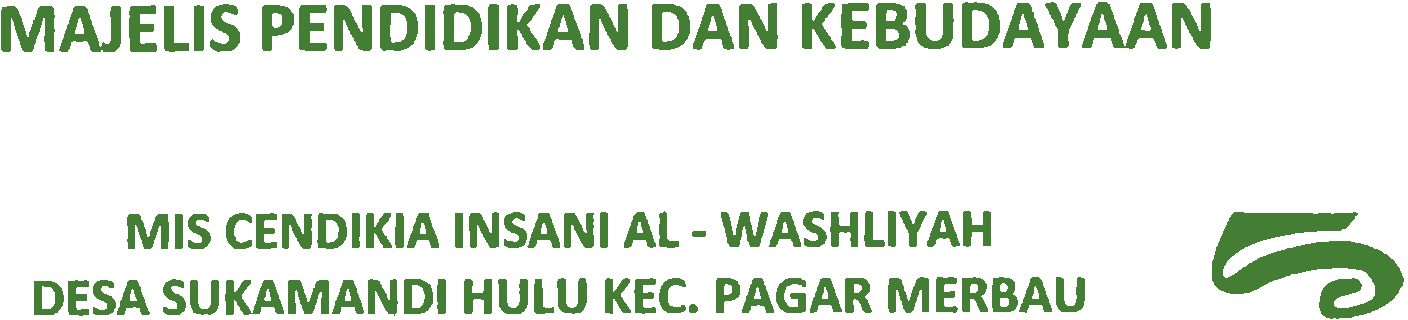 MAJELIS PENDIDIKAN DAN KEBUDAYAAN
MIS CENDIKIA INSANI AL - WASHLIYAH
DESA SUKAMANDI HULU KEC. PAGAR MERBAU